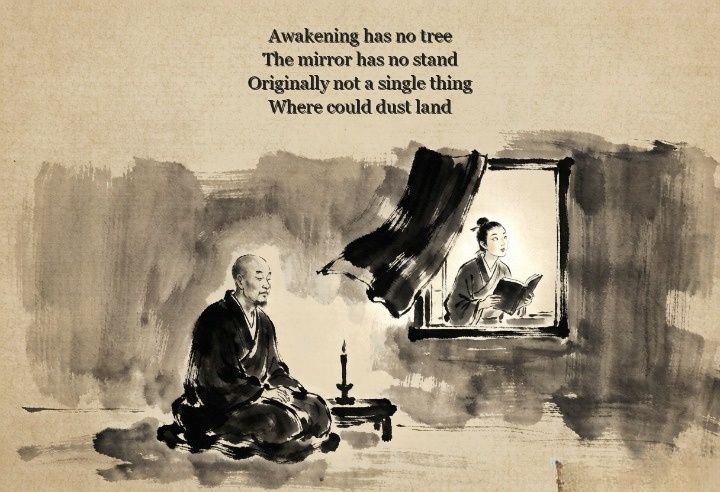 Awakening has no tree
The mirror has no stand
Originally not a single thing
Where could dust land